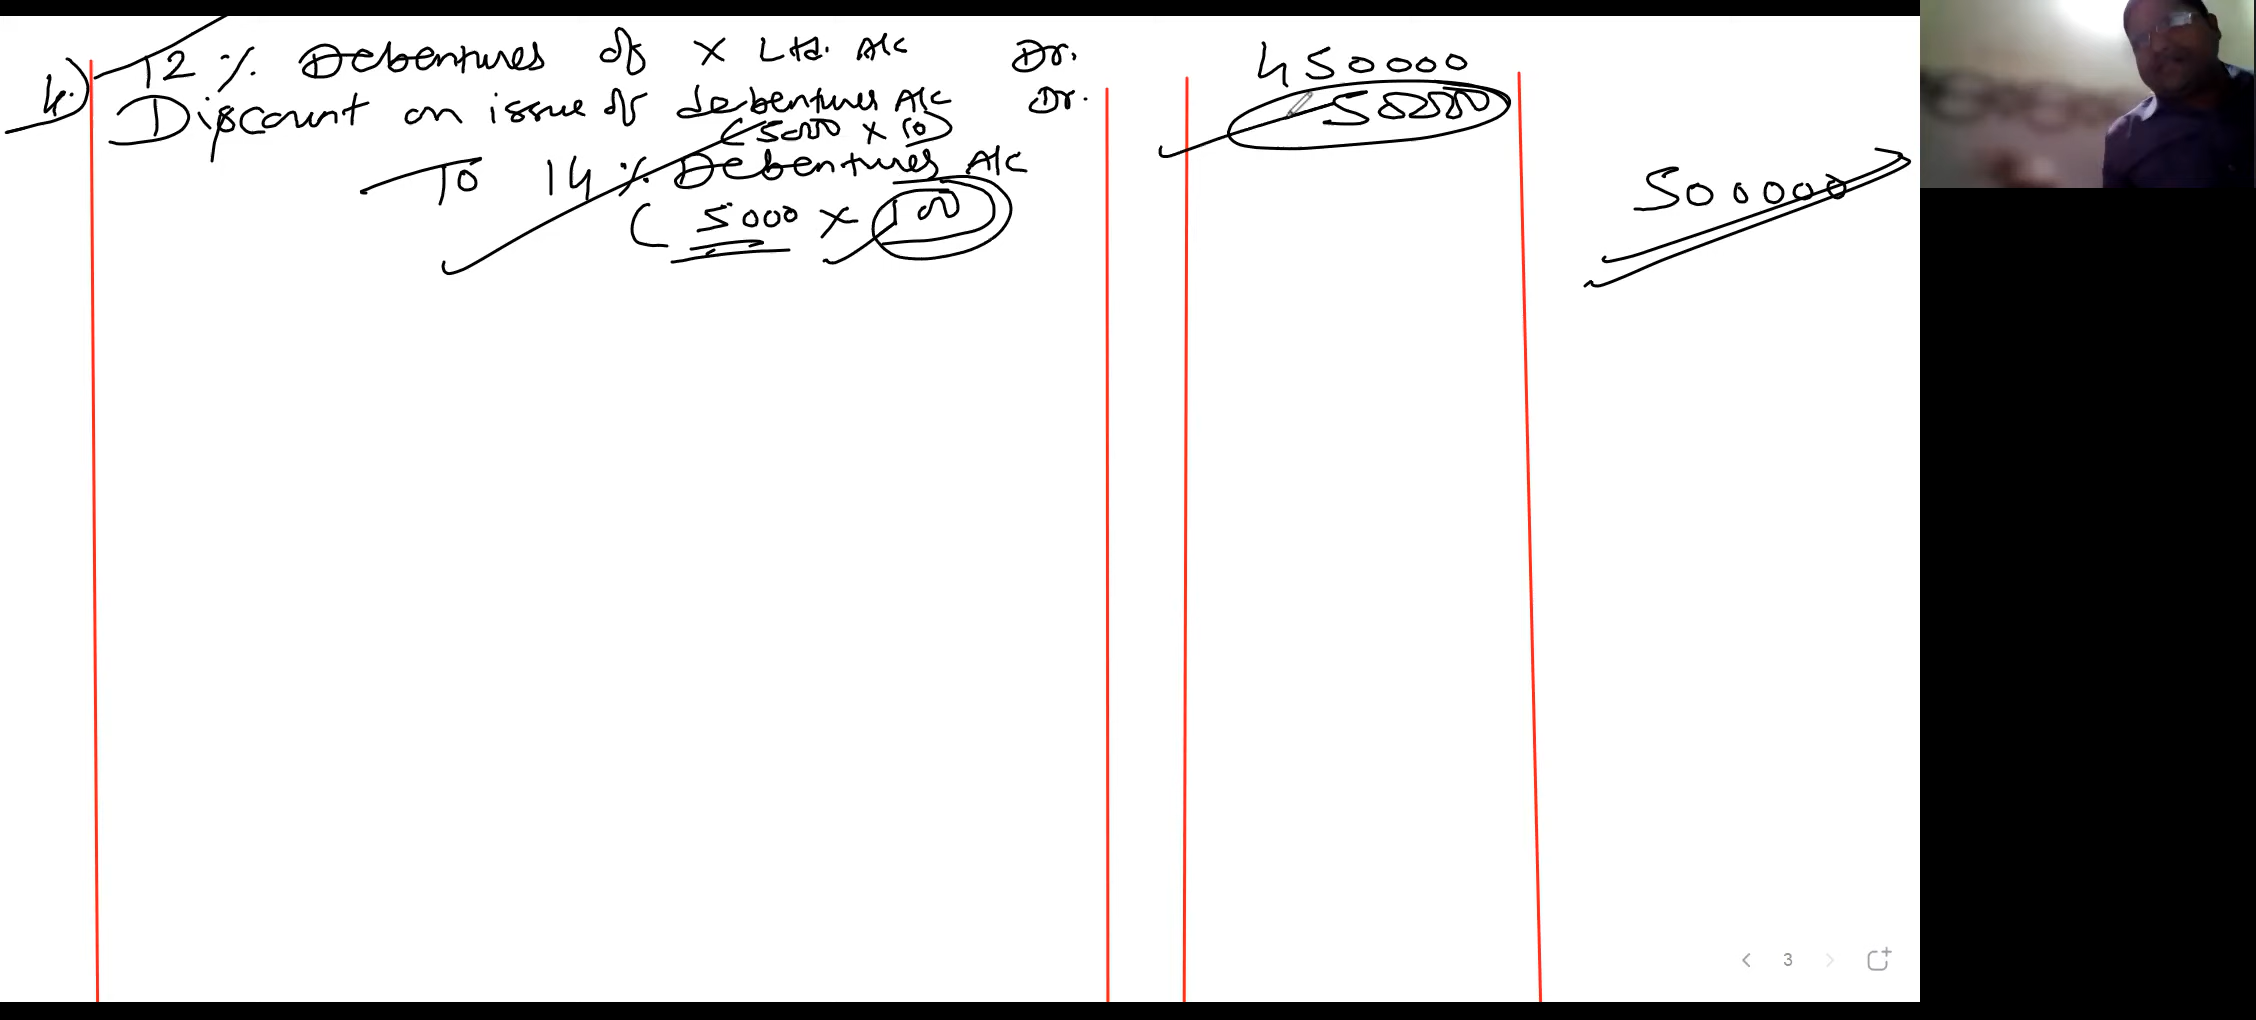 4.) 12 %. Debentures of X Ltd. A/c Dr. 450000
Discount on issue of debentures A/c Dr. 50000
(5000 x 10)
To 14 %. Debentures A/c 500000
(5000 x 100)
3